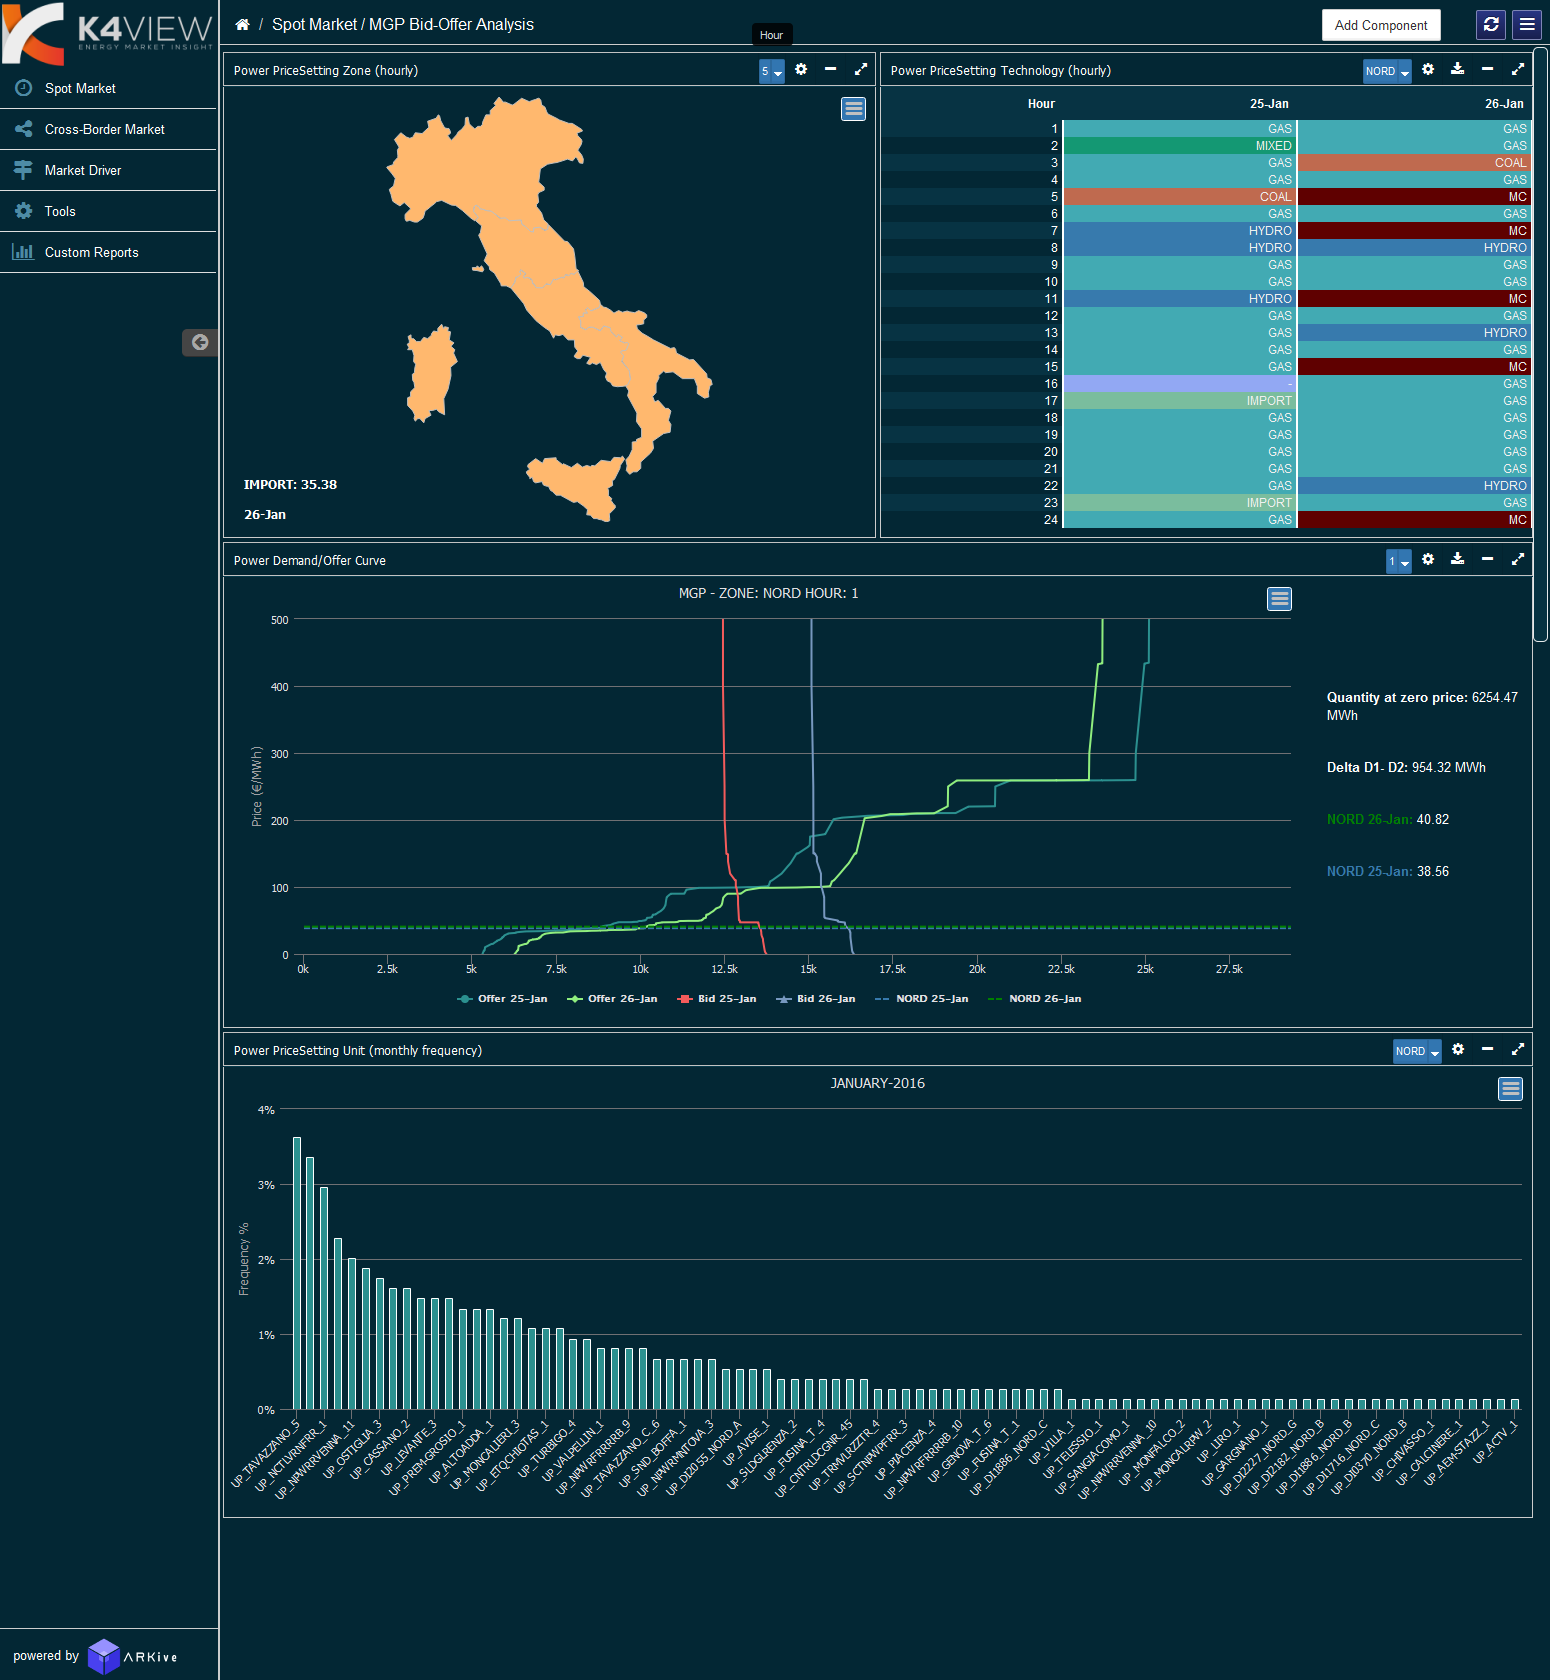 K4VIEW
ENERGY MARKET INSIGHT
Spot Market
Cross-Border Market
Market Driver
Tools
Custom Reports
/ Spot Market / MGP Bid-Offer Analysis
Hour
Add Component
Power PriceSetting Zone (hourly)
5
IMPORT: 35.38
26-Jan
Power PriceSetting Technology (hourly)
NORD
Hour 25-Jan 26-Jan
1 GAS GAS
2 MIXED GAS
3 GAS COAL
4 GAS GAS
5 COAL MC
6 GAS GAS
7 HYDRO MC
8 HYDRO HYDRO
9 GAS GAS
10 GAS GAS
11 HYDRO MC
12 GAS GAS
13 GAS HYDRO
14 GAS GAS
15 GAS MC
16 - GAS
17 IMPORT GAS
18 GAS GAS
19 GAS GAS
20 GAS GAS
21 GAS GAS
22 GAS HYDRO
23 IMPORT GAS
24 GAS MC
Power Demand/Offer Curve
1
MGP - ZONE: NORD HOUR: 1
Price (€/MWh)
500
400
300
200
100
0
0k 2.5k 5k 7.5k 10k 12.5k 15k 17.5k 20k 22.5k 25k 27.5k
Offer 25-Jan Offer 26-Jan Bid 25-Jan Bid 26-Jan NORD 25-Jan NORD 26-Jan
Quantity at zero price: 6254.47
MWh
Delta D1- D2: 954.32 MWh
NORD 26-Jan: 40.82
NORD 25-Jan: 38.56
Power PriceSetting Unit (monthly frequency)
NORD
JANUARY-2016
Frequency %
4%
3%
2%
1%
0%
UP_TAVAZZANO_5
UP_NCTLVRNFRR_1
UP_NPWRRVENNA_11
UP_OSTIGLIA_3
UP_CASSANO_2
UP_LEVANTE_3
UP_PREMGROSIO_1
UP_ALTOADDA_1
UP_MONCALIERI_3
UP_ETQCHIOTAS_1
UP_TURBIGO_4
UP_VALPELLIN_1
UP_NPWRFRRRRB_9
UP_TAVAZZANO_C_6
UP_SND_BOFFA_1
UP_NPWRMNTOVA_3
UP_DI2055_NORD_A
UP_AVISE_1
UP_SLDGLRENZA_2
UP_FUSINA_T_4
UP_CNTRLDCGNR_45
UP_TRMVLRZZTR_4
UP_SCTNPWPFRR_3
UP_PIACENZA_4
UP_NPWRFRRRRB_10
UP_GENOVA_T_6
UP_FUSINA_T_1
UP_DI1886_NORD_C
UP_VILLA_1
UP_TELESSIO_1
UP_SANGIACOMO_1
UP_NPWRRVENNA_10
UP_MONFALCO_2
UP_MONCALRPW_2
UP_LIRO_1
UP_GARGNANO_1
UP_DI2227_NORD_G
UP_DI2182_NORD_B
UP_DI1886_NORD_B
UP_DI1716_NORD_C
UP_DI0370_NORD_B
UP_CHIVASSO_1
UP_CALCINERE_1
UP_AEMSTAZZ_1
UP_ACTV_1
powered by ARKive